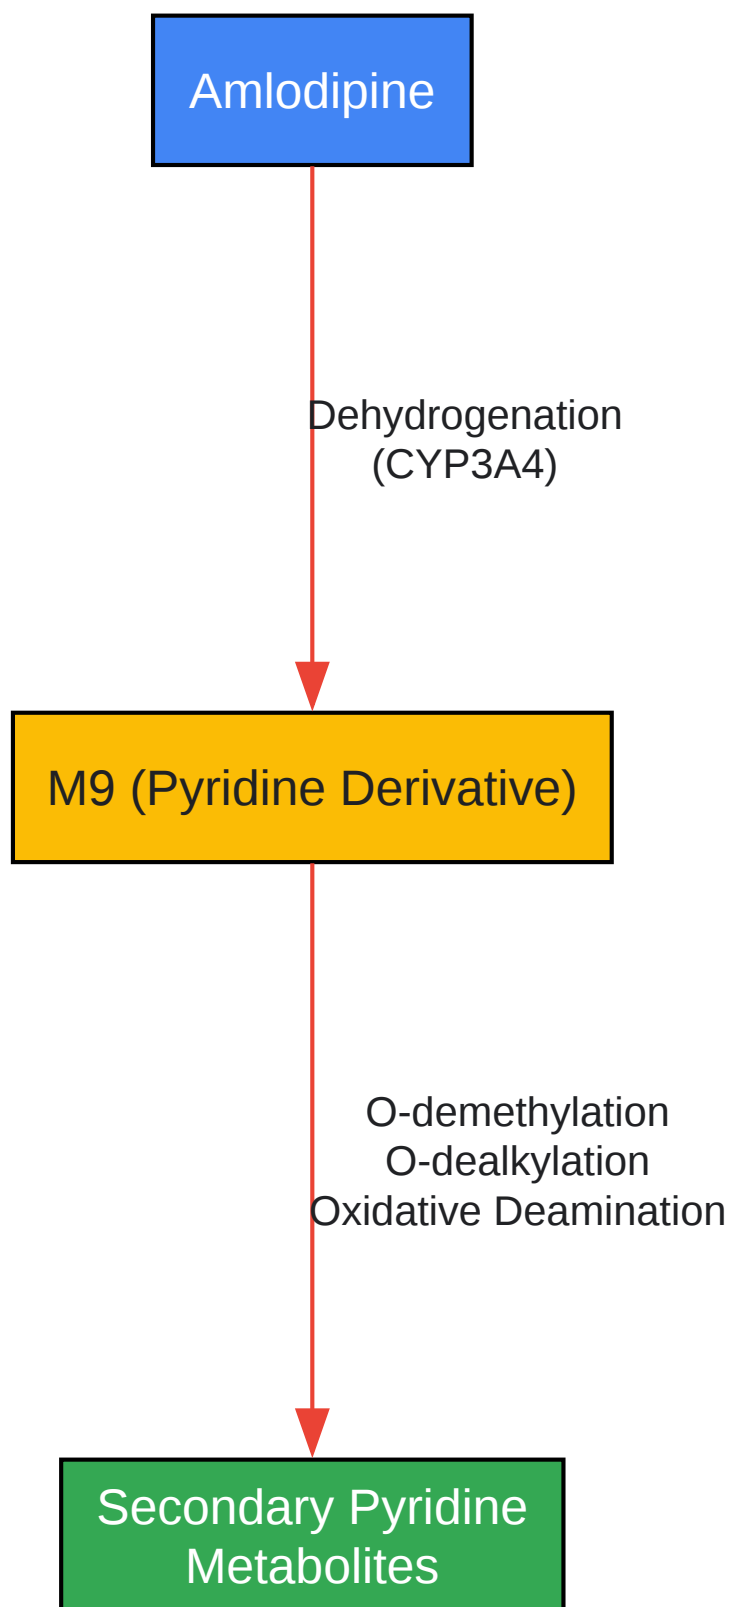 Amlodipine
Dehydrogenation
(CYP3A4)
M9 (Pyridine Derivative)
O-demethylation
O-dealkylation
Oxidative Deamination
Secondary Pyridine
Metabolites